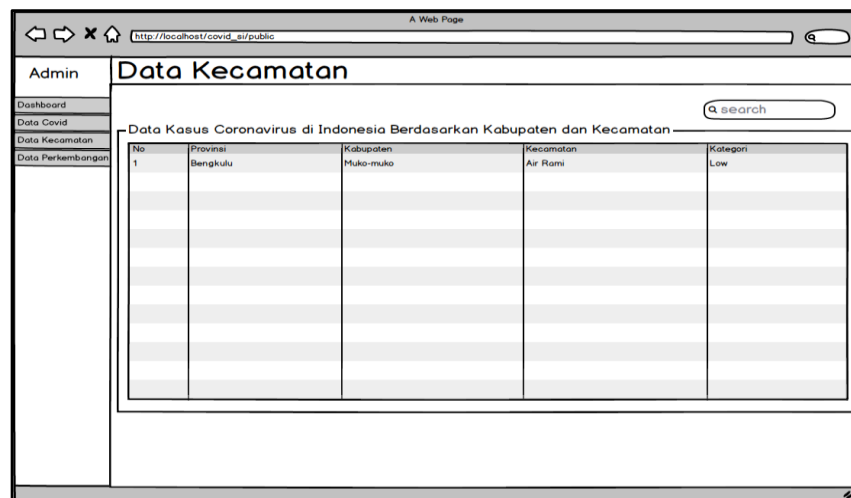 A Web Page
http://localhost/covid_si/public
Admin
Data Kecamatan
Dashboard
Data Covid
Data Kecamatan
Data Perkembangan
search
Data Kasus Coronavirus di Indonesia Berdasarkan Kabupaten dan Kecamatan
No Provinsi Kabupaten Kecamatan Kategori
1 Bengkulu Muko-muko Air Rami Low